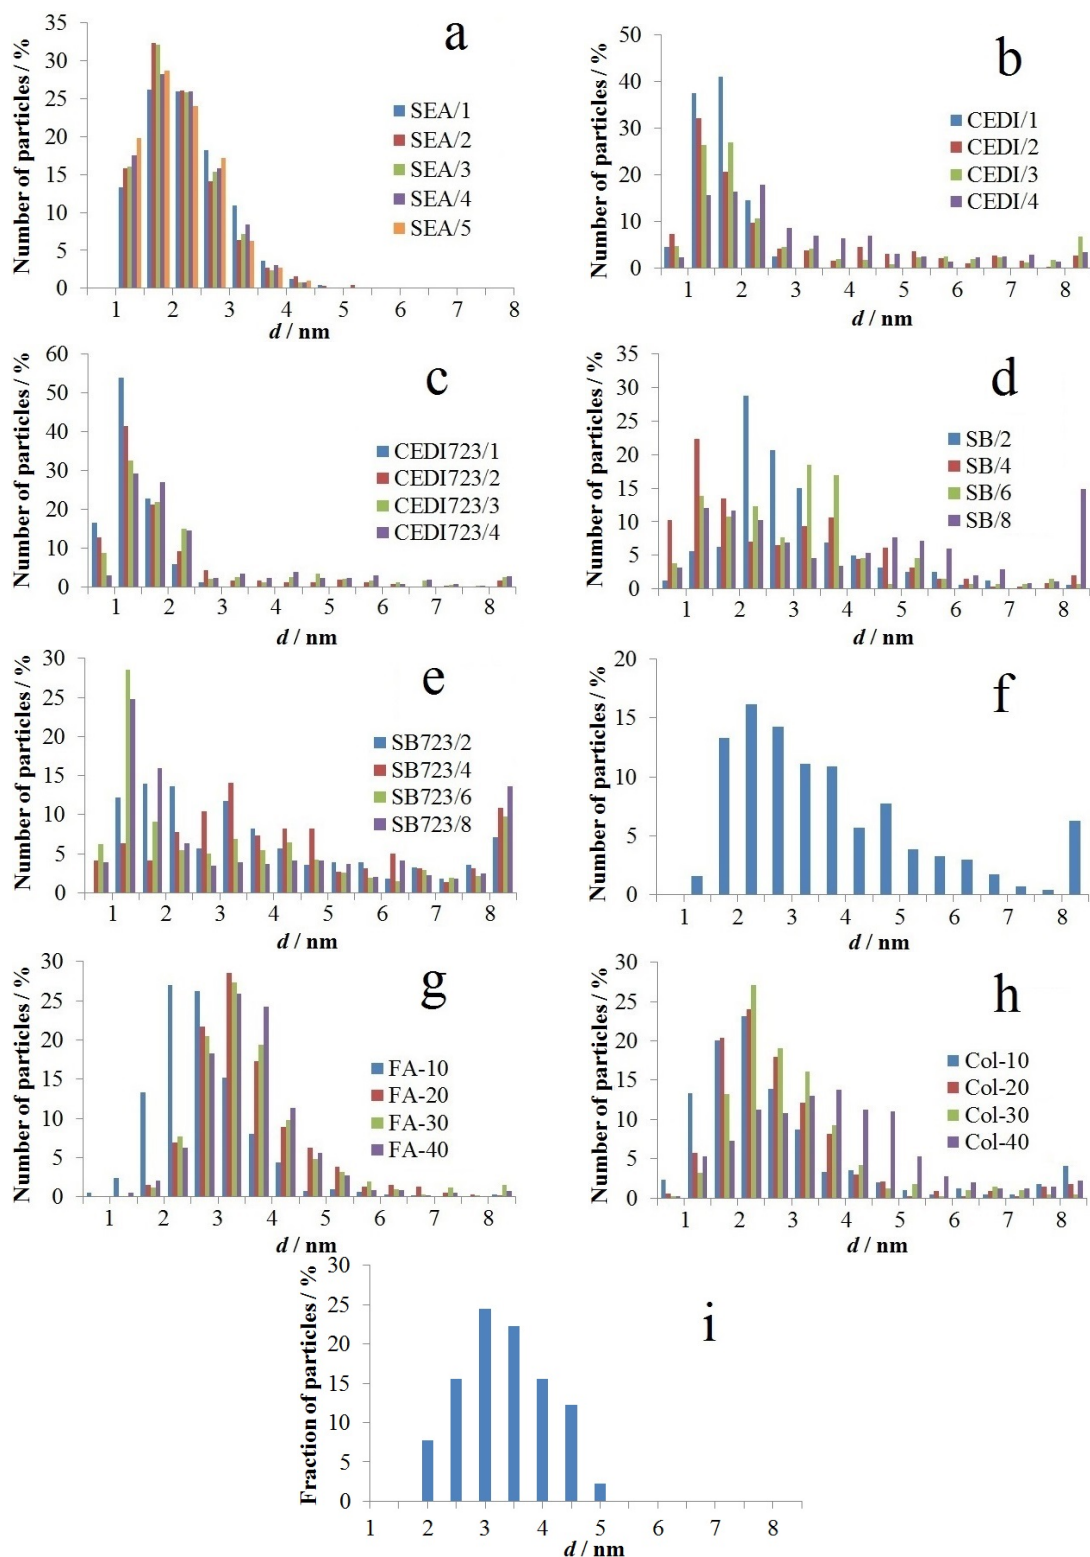 a
Number of particles / %
35
30
25
20
15
10
5
0
SEA/1
SEA/2
SEA/3
SEA/4
SEA/5
1 2 3 4 5 6 7 8
d / nm
b
Number of particles / %
50
40
30
20
10
0
CEDI/1
CEDI/2
CEDI/3
CEDI/4
1 2 3 4 5 6 7 8
d / nm
c
Number of particles / %
60
50
40
30
20
10
0
CEDI723/1
CEDI723/2
CEDI723/3
CEDI723/4
1 2 3 4 5 6 7 8
d / nm
d
Number of particles / %
35
30
25
20
15
10
5
0
SB/2
SB/4
SB/6
SB/8
1 2 3 4 5 6 7 8
d / nm
e
Number of particles / %
30
25
20
15
10
5
0
SB723/2
SB723/4
SB723/6
SB723/8
1 2 3 4 5 6 7 8
d / nm
f
Number of particles / %
20
15
10
5
0
1 2 3 4 5 6 7 8
d / nm
g
Number of particles / %
30
25
20
15
10
5
0
FA-10
FA-20
FA-30
FA-40
1 2 3 4 5 6 7 8
d / nm
h
Number of particles / %
30
25
20
15
10
5
0
Col-10
Col-20
Col-30
Col-40
1 2 3 4 5 6 7 8
d / nm
i
Fraction of particles / %
30
25
20
15
10
5
0
1 2 3 4 5 6 7 8
d / nm